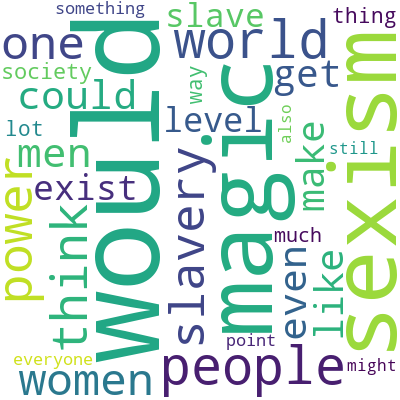 something
slave
thing
one
world
society
get
could
way
would
magic
sexism
lot
level
also
men
make
still
power
exist
slavery
think
much
even
like
point
everyone
people
might
women